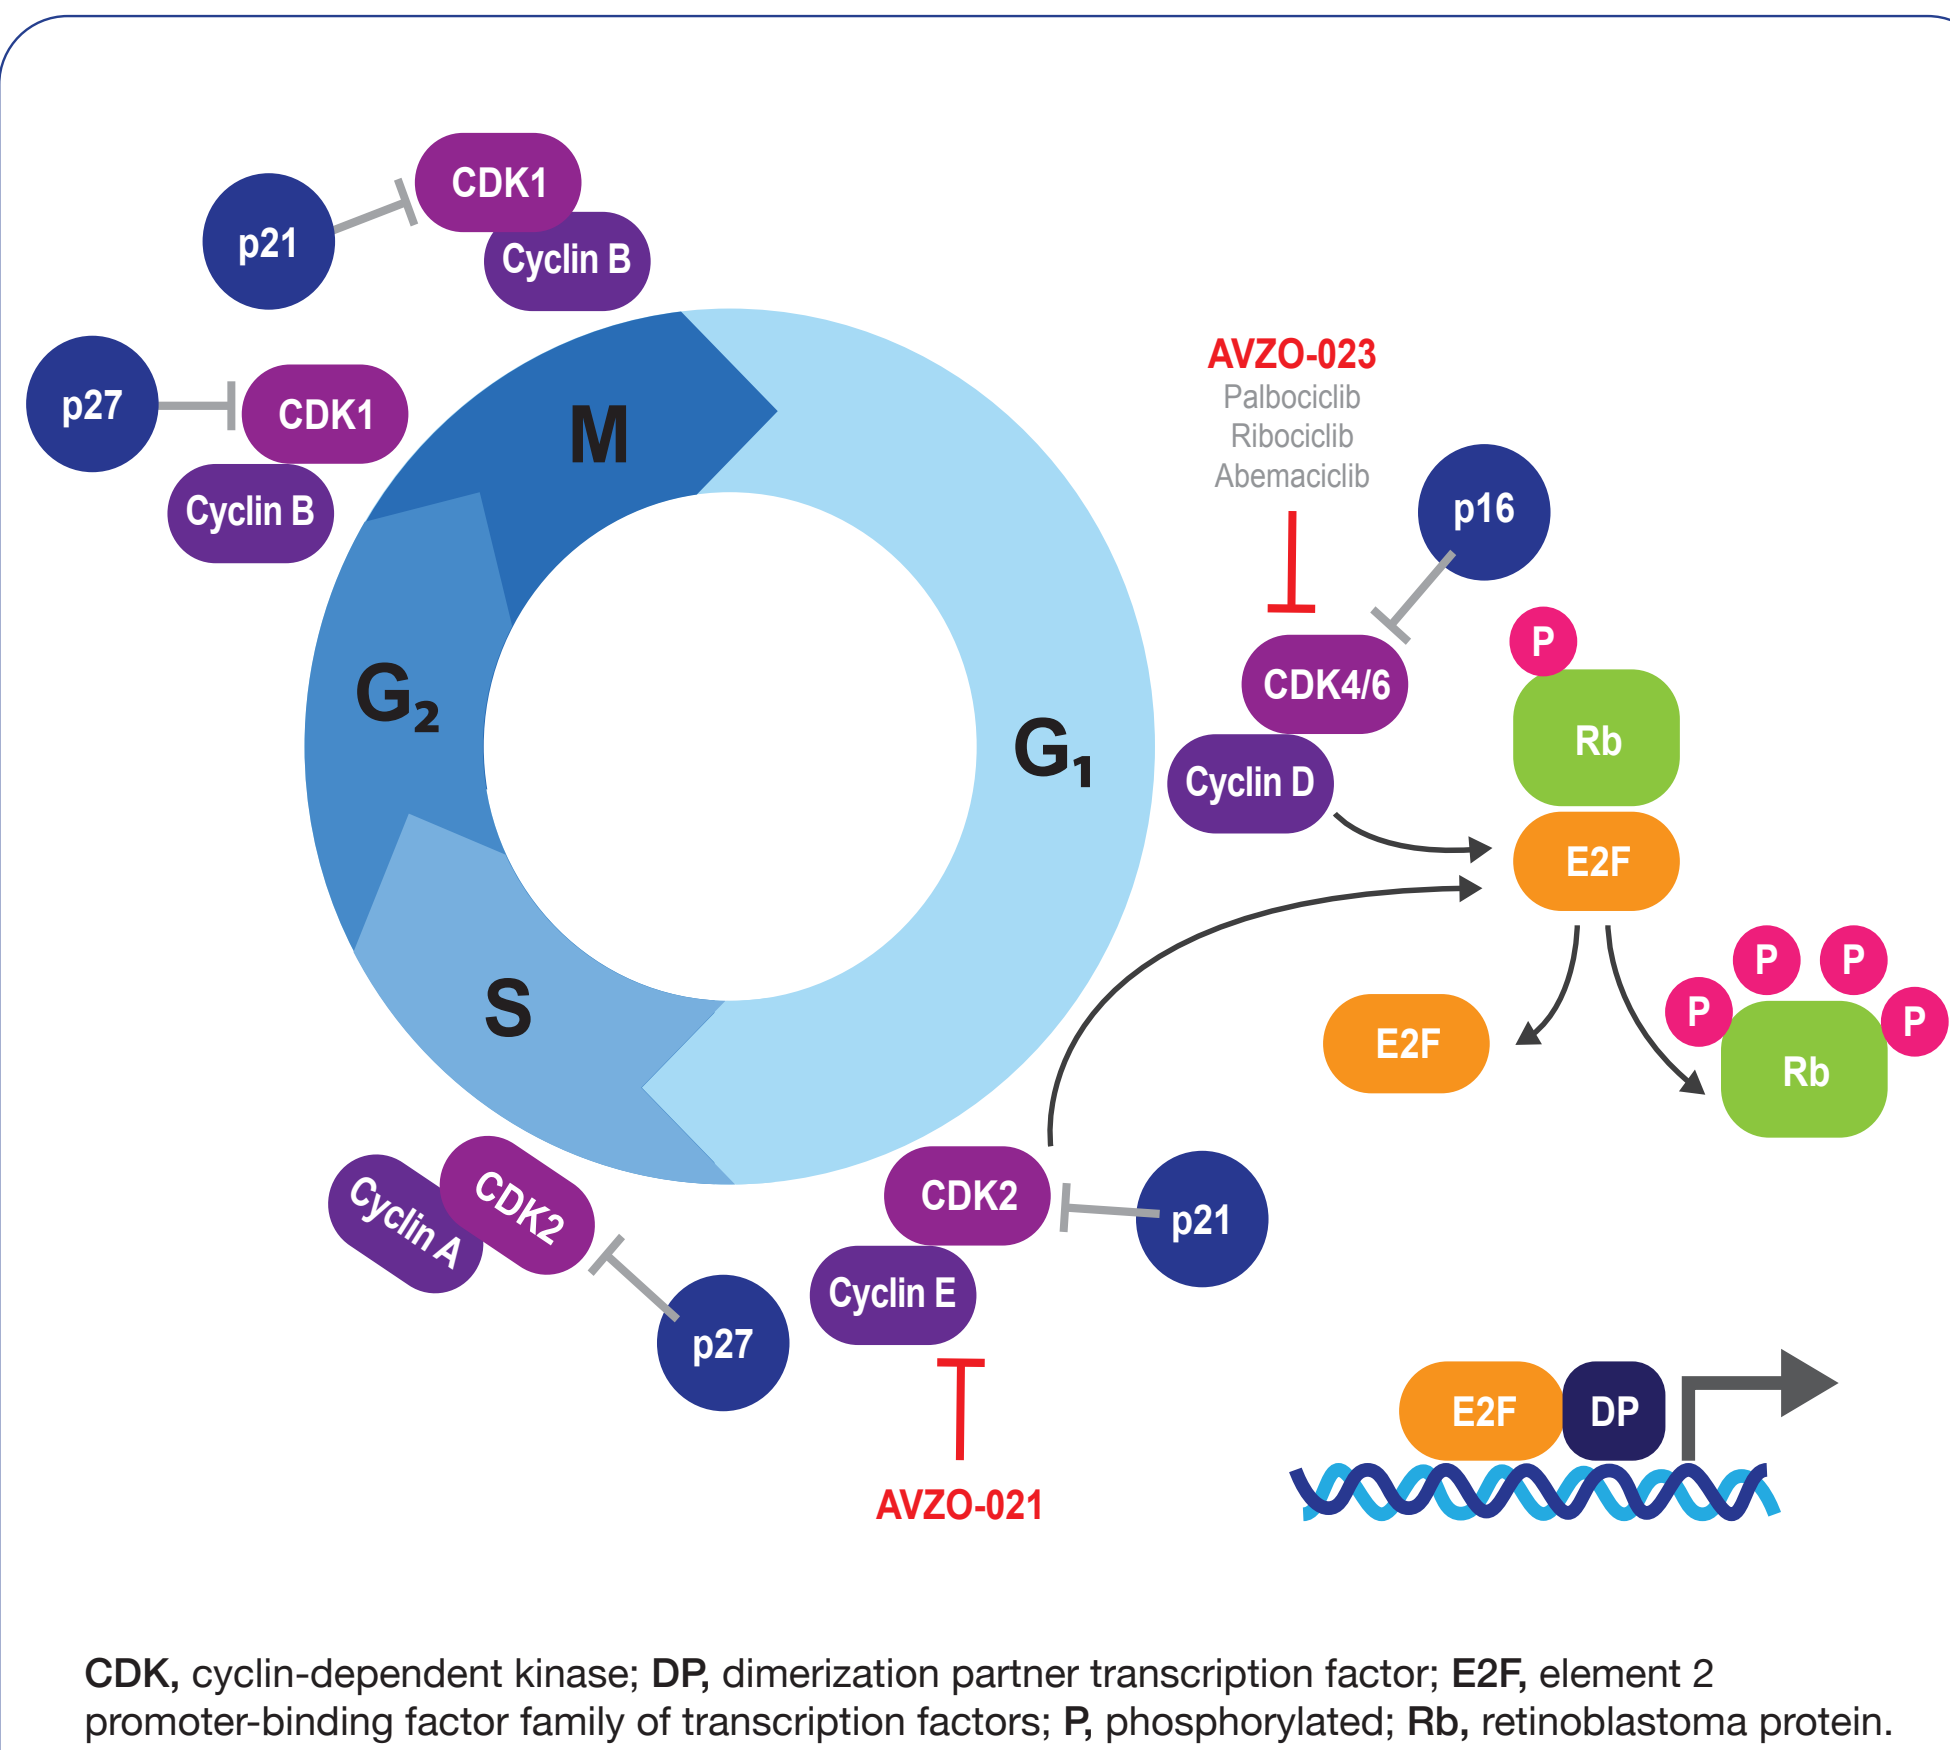 CDK1
p21
Cyclin B
AVZO-023
Palbociclib
Ribociclib
Abemaciclib
p27
CDK1
M
Cyclin B
p16
P
CDK4/6
G₂
Rb
G₁
Cyclin D
E2F
P P
P P
S
E2F
Rb
CDK2
CDK2
p21
Cyclin A
Cyclin E
p27
E2F DP
AVZO-021
CDK, cyclin-dependent kinase; DP, dimerization partner transcription factor; E2F, element 2
promoter-binding factor family of transcription factors; P, phosphorylated; Rb, retinoblastoma protein.